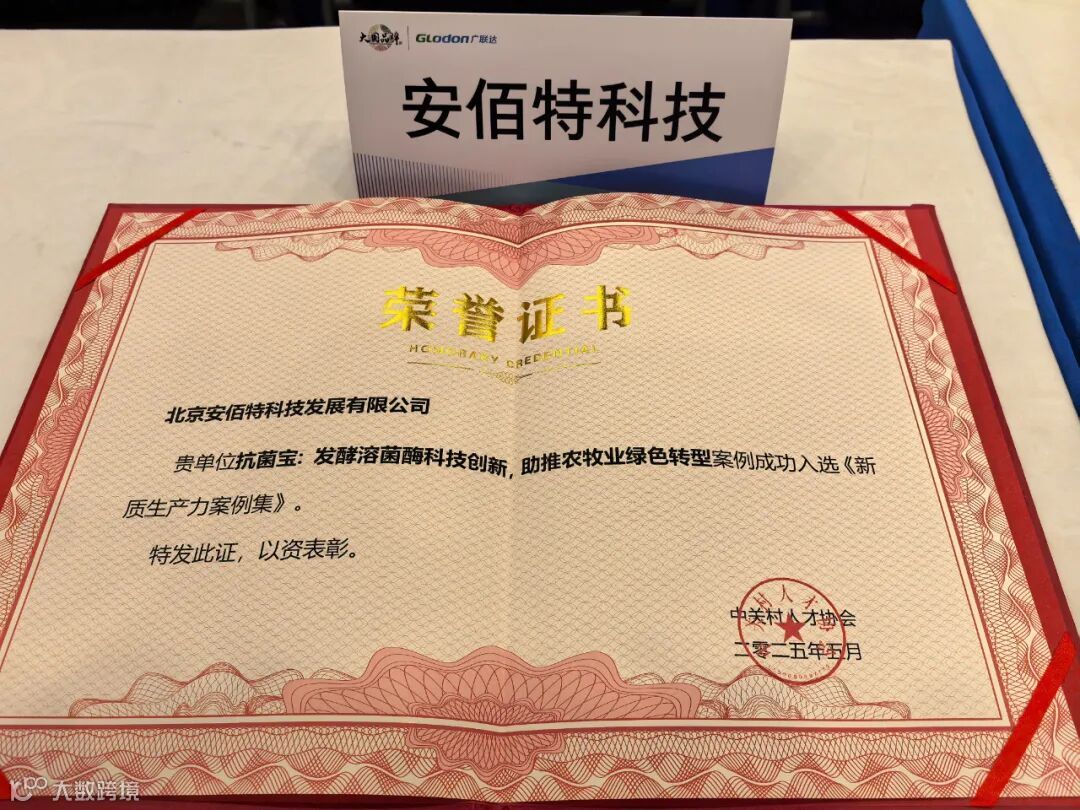 大国品牌 GLodon广联达
安佰特科技
荣誉证书
HONORARY CREDENTIAL
北京安佰特科技发展有限公司
贵单位抗菌宝：发酵溶菌酶科技创新，助推农牧业绿色转型案例成功入选《新
质生产力案例集》。
特发此证，以资表彰。
中关村人才协会
二零二五年五月
大数跨境